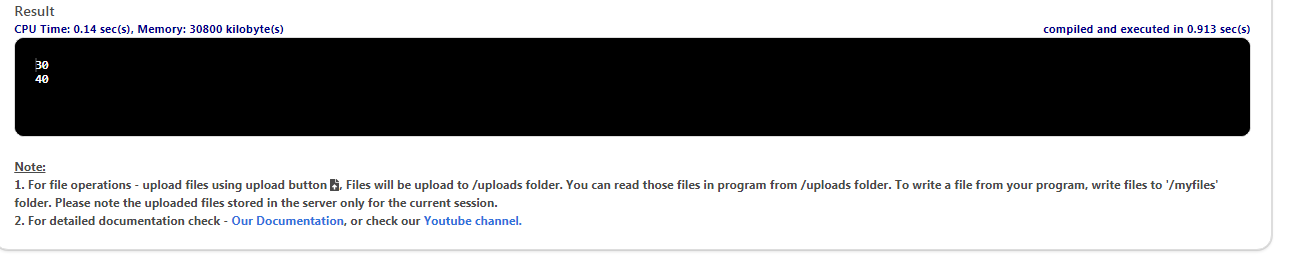 Result
CPU Time: 0.14 sec(s), Memory: 30800 kilobyte(s)
compiled and executed in 0.913 sec(s)
30
40
Note:
1. For file operations - upload files using upload button , Files will be upload to /uploads folder. You can read those files in program from /uploads folder. To write a file from your program, write files to '/myfiles'
folder. Please note the uploaded files stored in the server only for the current session.
2. For detailed documentation check - Our Documentation, or check our Youtube channel.